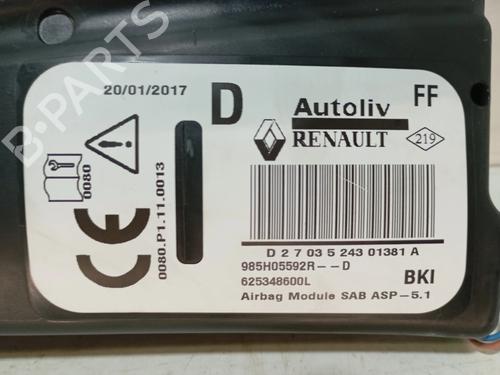 20/01/2017
D
Autoliv
FF
RENAULT
219
0080
0080.P1.11.0013
CE
D 2 7 03 5 243 01381 A
985H05592R--D
625348600L
BKI
Airbag Module SAB ASP-5.1
B-PARTS